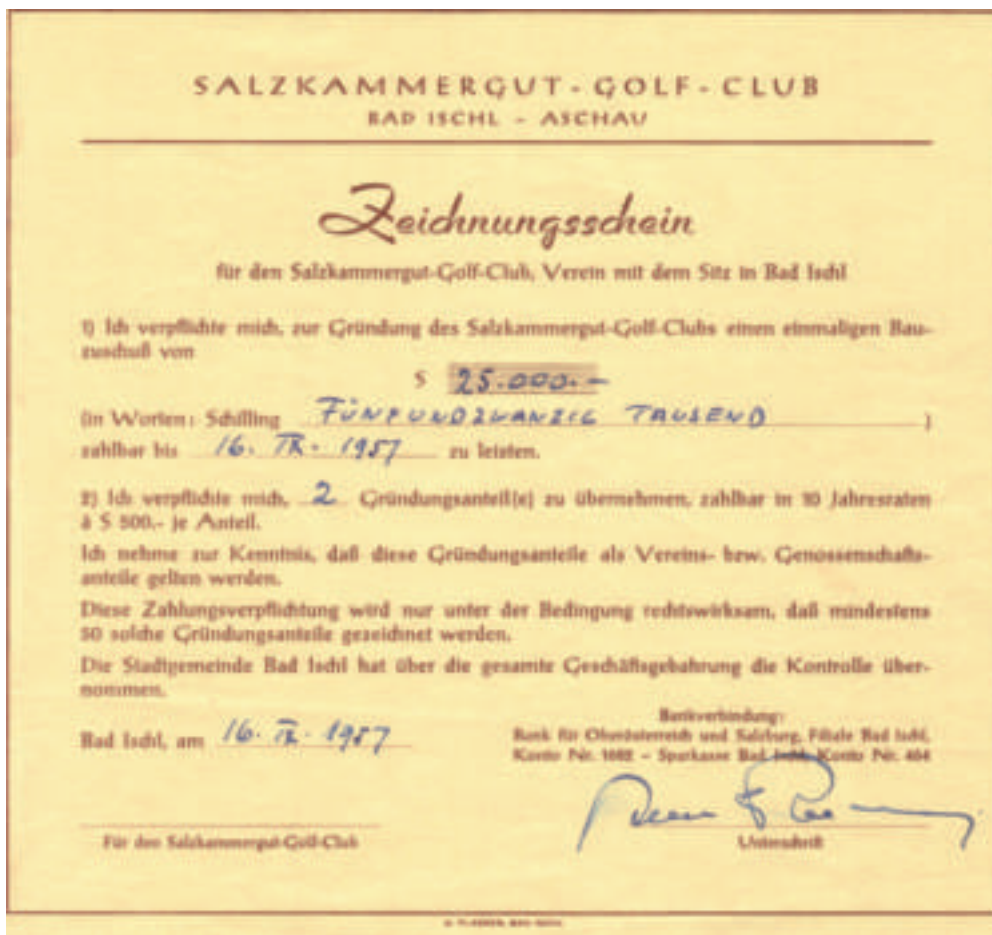 SALZKAMMERGUT - GOLF - CLUB
BAD ISCHL - ASCHAU
Zeichnungsschein
für den Salzkammergut-Golf-Club, Verein mit dem Sitz in Bad Ischl
1) Ich verpflichte mich, zur Gründung des Salzkammergut-Golf-Clubs einen einmaligen Bau-
zuschuß von
S 25.000.-
(in Worten: Schilling FÜNFUNDZWANZIG TAUSEND )
zahlbar bis 16. IX. 1957 zu leisten.
2) Ich verpflichte mich, 2 Gründungsanteil(e) zu übernehmen, zahlbar in 10 Jahresraten
à S 500.- je Anteil.
Ich nehme zur Kenntnis, daß diese Gründungsanteile als Vereins- bzw. Genossenschafts-
anteile gelten werden.
Diese Zahlungsverpflichtung wird nur unter der Bedingung rechtswirksam, daß mindestens
50 solche Gründungsanteile gezeichnet werden.
Die Stadtgemeinde Bad Ischl hat über die gesamte Geschäftsgebahrung die Kontrolle über-
nommen.
Bankverbindung:
Bad Ischl, am 16. IX. 1957
Bank für Oberösterreich und Salzburg, Filiale Bad Ischl,
Konto Nr. 1682 - Sparkasse Bad Ischl, Konto Nr. 464
Für den Salzkammergut-Golf-Club
Unterschrift